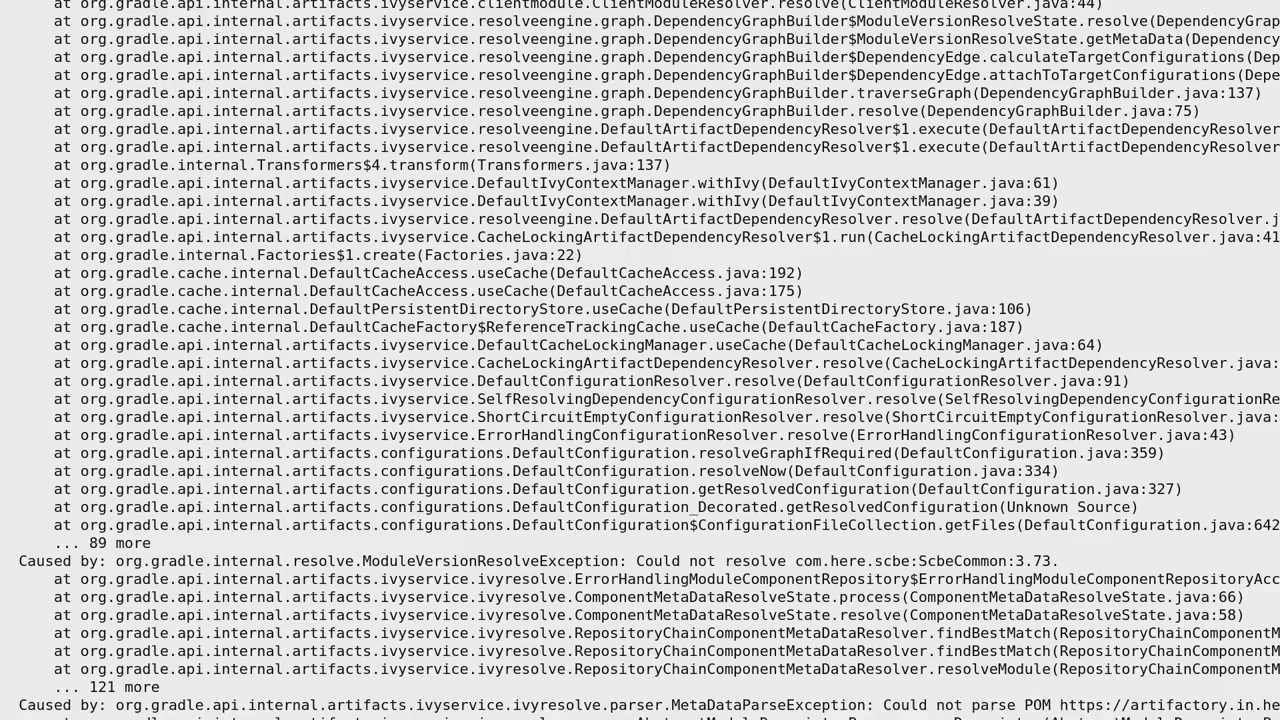 at org.gradle.api.internal.artifacts.ivyservice.clientmodule.ClientModuleResolver.resolve(ClientModuleResolver.java:44)
at org.gradle.api.internal.artifacts.ivyservice.resolveengine.graph.DependencyGraphBuilder$ModuleVersionResolveState.resolve(DependencyGrap
at org.gradle.api.internal.artifacts.ivyservice.resolveengine.graph.DependencyGraphBuilder$ModuleVersionResolveState.getMetaData(Dependency
at org.gradle.api.internal.artifacts.ivyservice.resolveengine.graph.DependencyGraphBuilder$DependencyEdge.calculateTargetConfigurations(Dep
at org.gradle.api.internal.artifacts.ivyservice.resolveengine.graph.DependencyGraphBuilder$DependencyEdge.attachToTargetConfigurations(Depe
at org.gradle.api.internal.artifacts.ivyservice.resolveengine.graph.DependencyGraphBuilder.traverseGraph(DependencyGraphBuilder.java:137)
at org.gradle.api.internal.artifacts.ivyservice.resolveengine.graph.DependencyGraphBuilder.resolve(DependencyGraphBuilder.java:75)
at org.gradle.api.internal.artifacts.ivyservice.resolveengine.DefaultArtifactDependencyResolver$1.execute(DefaultArtifactDependencyResolver
at org.gradle.api.internal.artifacts.ivyservice.resolveengine.DefaultArtifactDependencyResolver$1.execute(DefaultArtifactDependencyResolver
at org.gradle.internal.Transformers$4.transform(Transformers.java:137)
at org.gradle.api.internal.artifacts.ivyservice.DefaultIvyContextManager.withIvy(DefaultIvyContextManager.java:61)
at org.gradle.api.internal.artifacts.ivyservice.DefaultIvyContextManager.withIvy(DefaultIvyContextManager.java:39)
at org.gradle.api.internal.artifacts.ivyservice.resolveengine.DefaultArtifactDependencyResolver.resolve(DefaultArtifactDependencyResolver.j
at org.gradle.api.internal.artifacts.ivyservice.CacheLockingArtifactDependencyResolver$1.run(CacheLockingArtifactDependencyResolver.java:41
at org.gradle.internal.Factories$1.create(Factories.java:22)
at org.gradle.cache.internal.DefaultCacheAccess.useCache(DefaultCacheAccess.java:192)
at org.gradle.cache.internal.DefaultCacheAccess.useCache(DefaultCacheAccess.java:175)
at org.gradle.cache.internal.DefaultPersistentDirectoryStore.useCache(DefaultPersistentDirectoryStore.java:106)
at org.gradle.cache.internal.DefaultCacheFactory$ReferenceTrackingCache.useCache(DefaultCacheFactory.java:187)
at org.gradle.api.internal.artifacts.ivyservice.DefaultCacheLockingManager.useCache(DefaultCacheLockingManager.java:64)
at org.gradle.api.internal.artifacts.ivyservice.CacheLockingArtifactDependencyResolver.resolve(CacheLockingArtifactDependencyResolver.java:
at org.gradle.api.internal.artifacts.ivyservice.DefaultConfigurationResolver.resolve(DefaultConfigurationResolver.java:91)
at org.gradle.api.internal.artifacts.ivyservice.SelfResolvingDependencyConfigurationResolver.resolve(SelfResolvingDependencyConfigurationRe
at org.gradle.api.internal.artifacts.ivyservice.ShortCircuitEmptyConfigurationResolver.resolve(ShortCircuitEmptyConfigurationResolver.java:
at org.gradle.api.internal.artifacts.ivyservice.ErrorHandlingConfigurationResolver.resolve(ErrorHandlingConfigurationResolver.java:43)
at org.gradle.api.internal.artifacts.configurations.DefaultConfiguration.resolveGraphIfRequired(DefaultConfiguration.java:359)
at org.gradle.api.internal.artifacts.configurations.DefaultConfiguration.resolveNow(DefaultConfiguration.java:334)
at org.gradle.api.internal.artifacts.configurations.DefaultConfiguration.getResolvedConfiguration(DefaultConfiguration.java:327)
at org.gradle.api.internal.artifacts.configurations.DefaultConfiguration_Decorated.getResolvedConfiguration(Unknown Source)
at org.gradle.api.internal.artifacts.configurations.DefaultConfiguration$ConfigurationFileCollection.getFiles(DefaultConfiguration.java:642
... 89 more
Caused by: org.gradle.internal.resolve.ModuleVersionResolveException: Could not resolve com.here.scbe:ScbeCommon:3.73.
at org.gradle.api.internal.artifacts.ivyservice.ivyresolve.ErrorHandlingModuleComponentRepository$ErrorHandlingModuleComponentRepositoryAcc
at org.gradle.api.internal.artifacts.ivyservice.ivyresolve.ComponentMetaDataResolveState.process(ComponentMetaDataResolveState.java:66)
at org.gradle.api.internal.artifacts.ivyservice.ivyresolve.ComponentMetaDataResolveState.resolve(ComponentMetaDataResolveState.java:58)
at org.gradle.api.internal.artifacts.ivyservice.ivyresolve.RepositoryChainComponentMetaDataResolver.findBestMatch(RepositoryChainComponentM
at org.gradle.api.internal.artifacts.ivyservice.ivyresolve.RepositoryChainComponentMetaDataResolver.findBestMatch(RepositoryChainComponentM
at org.gradle.api.internal.artifacts.ivyservice.ivyresolve.RepositoryChainComponentMetaDataResolver.resolveModule(RepositoryChainComponentM
... 121 more
Caused by: org.gradle.api.internal.artifacts.ivyservice.ivyresolve.parser.MetaDataParseException: Could not parse POM https://artifactory.in.he